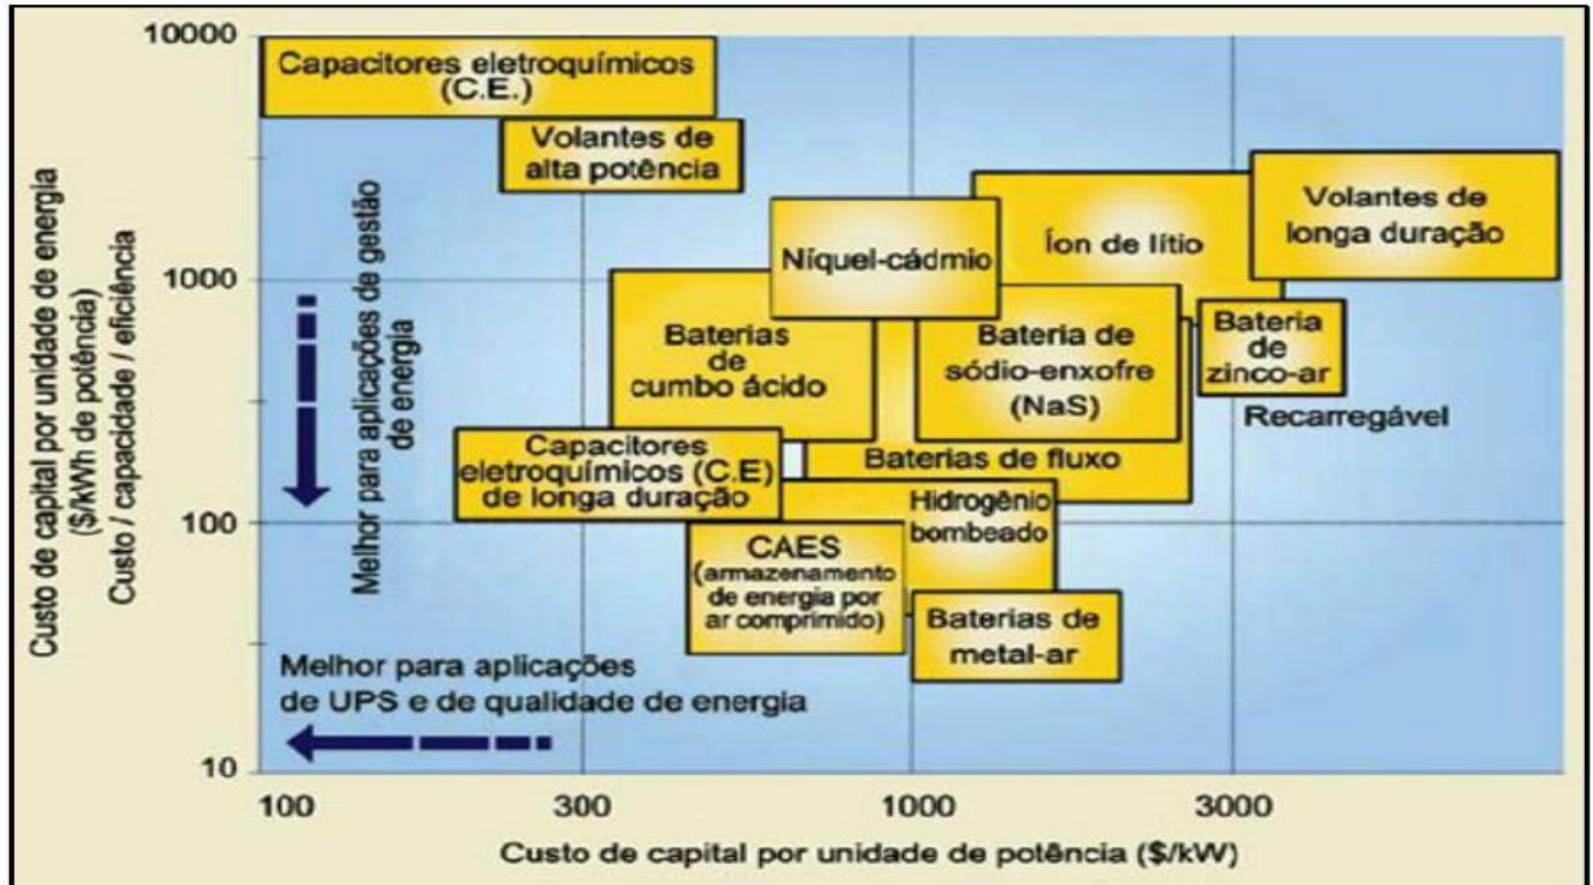 Custo de capital por unidade de energia
($/kWh de potência)
Custo / capacidade / eficiência
10000
1000
100
10
Melhor para aplicações de gestão
de energia
Capacitores eletroquímicos
(C.E.)
Volantes de
alta potência
Níquel-cádmio
Íon de lítio
Volantes de
longa duração
Baterias
de
cumbo ácido
Bateria de
sódio-enxofre
(NaS)
Bateria
de
zinco-ar
Recarregável
Capacitores
eletroquímicos (C.E)
de longa duração
Baterias de fluxo
Hidrogênio
bombeado
CAES
(armazenamento
de energia por
ar comprimido)
Baterias de
metal-ar
Melhor para aplicações
de UPS e de qualidade de energia
100
300
1000
3000
Custo de capital por unidade de potência ($/kW)